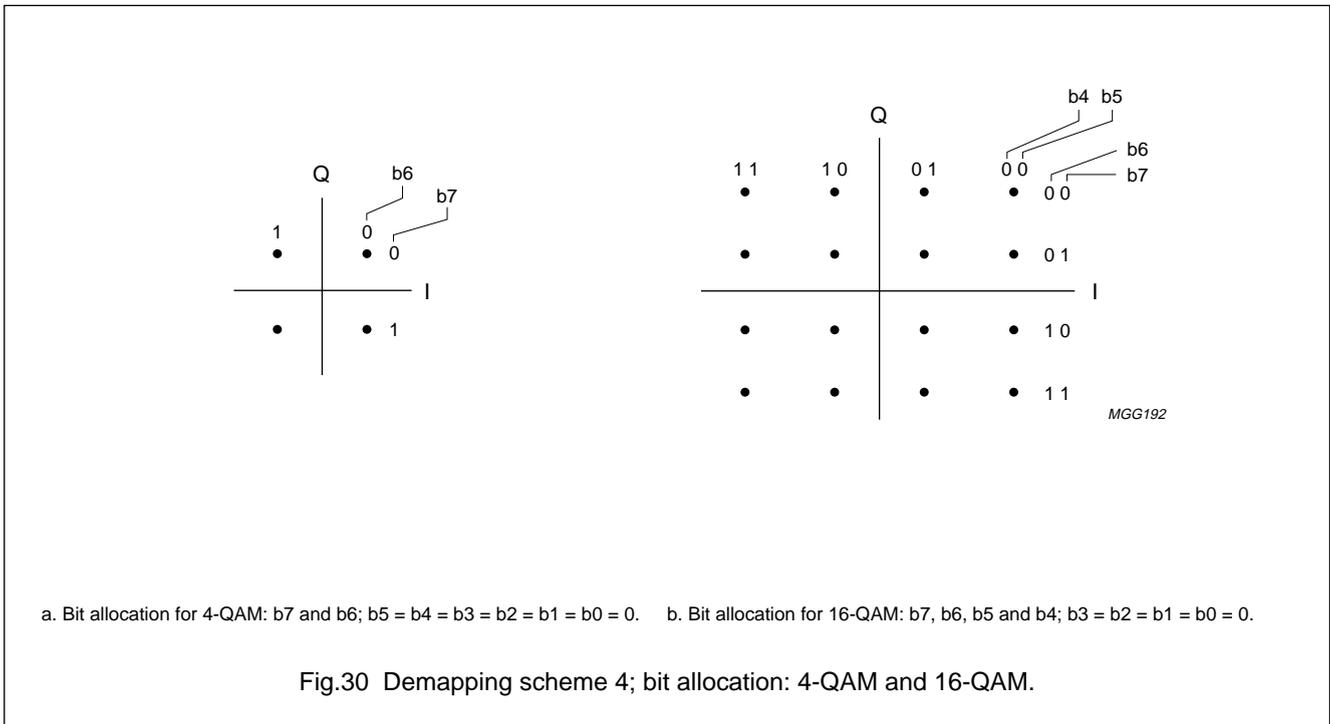 Q
b6
b7
1
0
0
I
1
Q
b4 b5
b6
b7
1 1
1 0
0 1
0 0
0 0
0 1
I
1 0
1 1
MGG192
a. Bit allocation for 4-QAM: b7 and b6; b5 = b4 = b3 = b2 = b1 = b0 = 0.
b. Bit allocation for 16-QAM: b7, b6, b5 and b4; b3 = b2 = b1 = b0 = 0.
Fig.30 Demapping scheme 4; bit allocation: 4-QAM and 16-QAM.